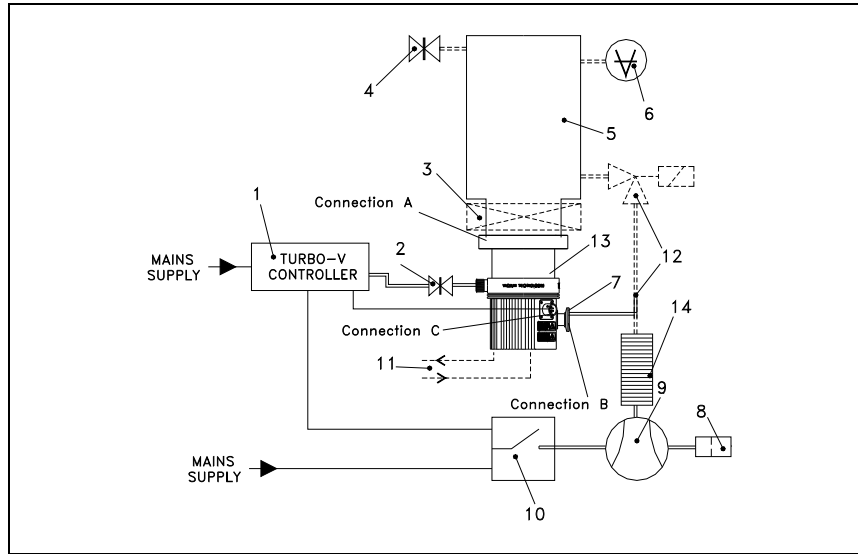 4
6
5
1
3
Connection A
2
13
MAINS
SUPPLY
TURBO-V
CONTROLLER
7
12
Connection C
14
11
9
Connection B
8
MAINS
SUPPLY
10